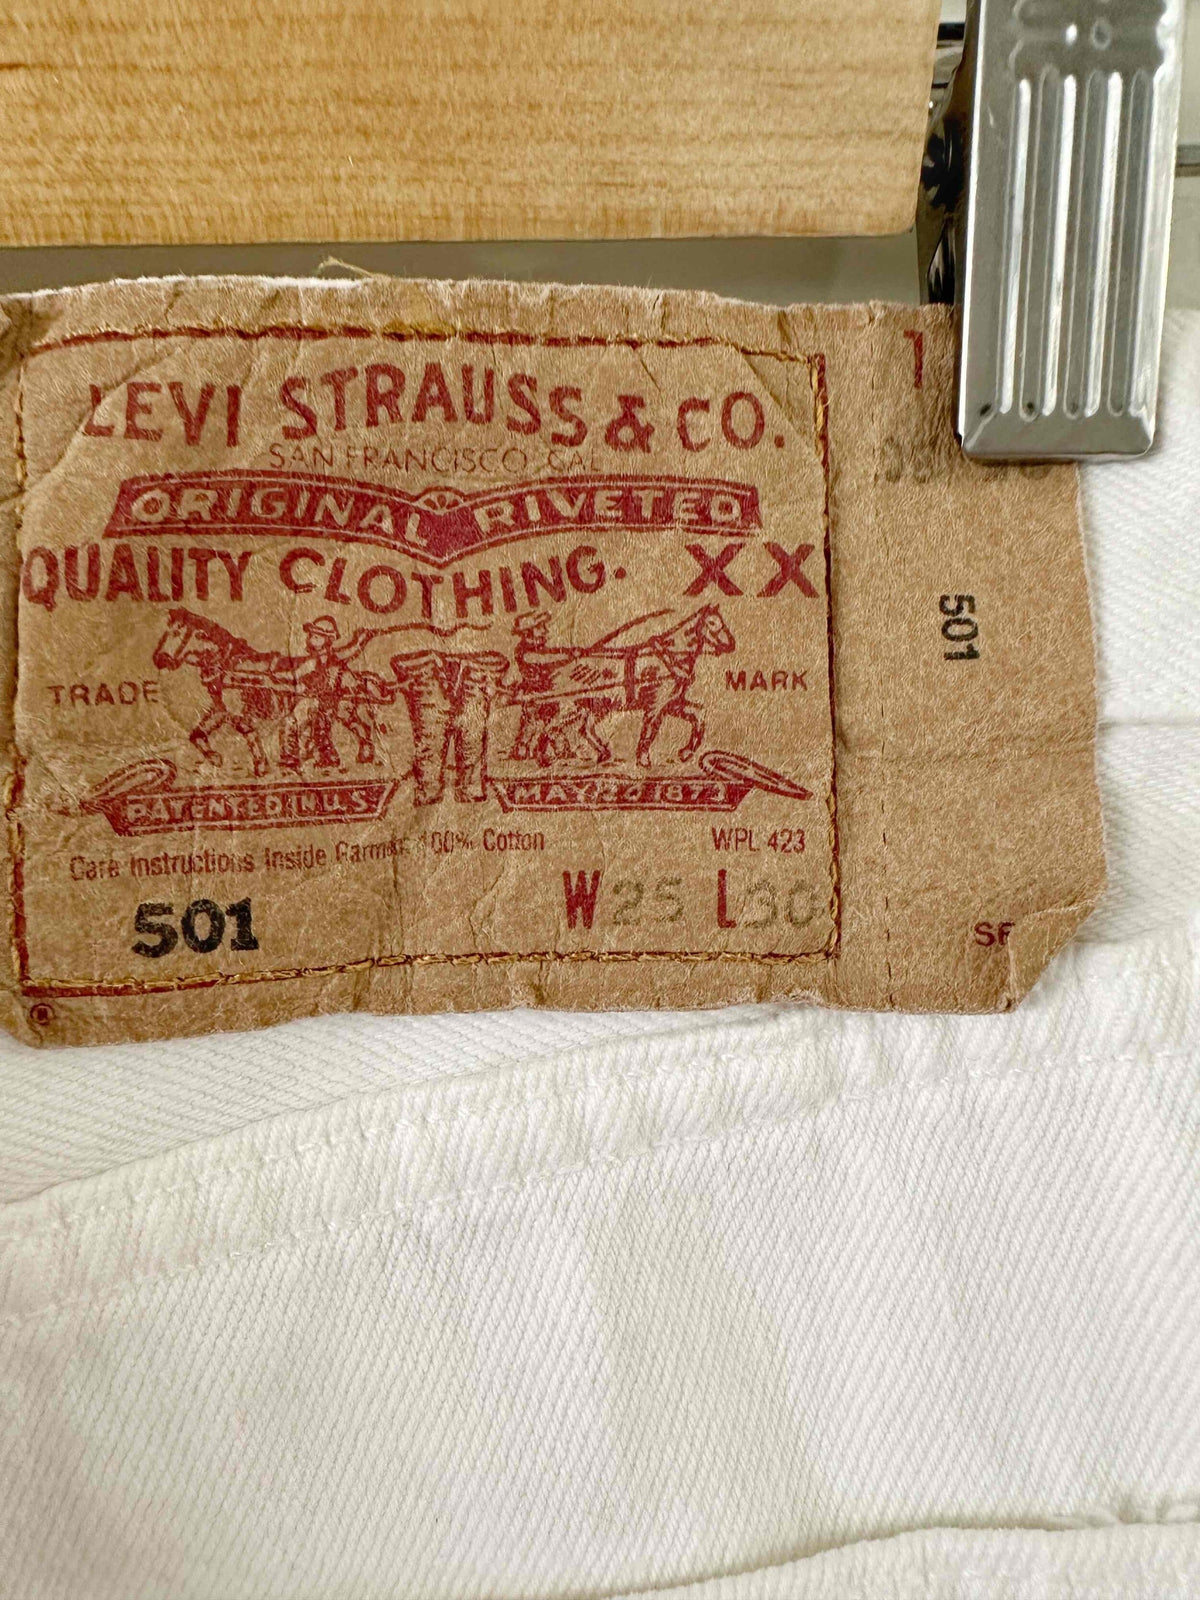 LEVI STRAUSS & CO.
SAN FRANCISCO CAL
ORIGINAL RIVETED
QUALITY CLOTHING. XX
TRADE MARK
PATENTED IN U.S MAY 20 1873
Care Instructions Inside Garment 100% Cotton WPL 423
501 W25 L30
®
501